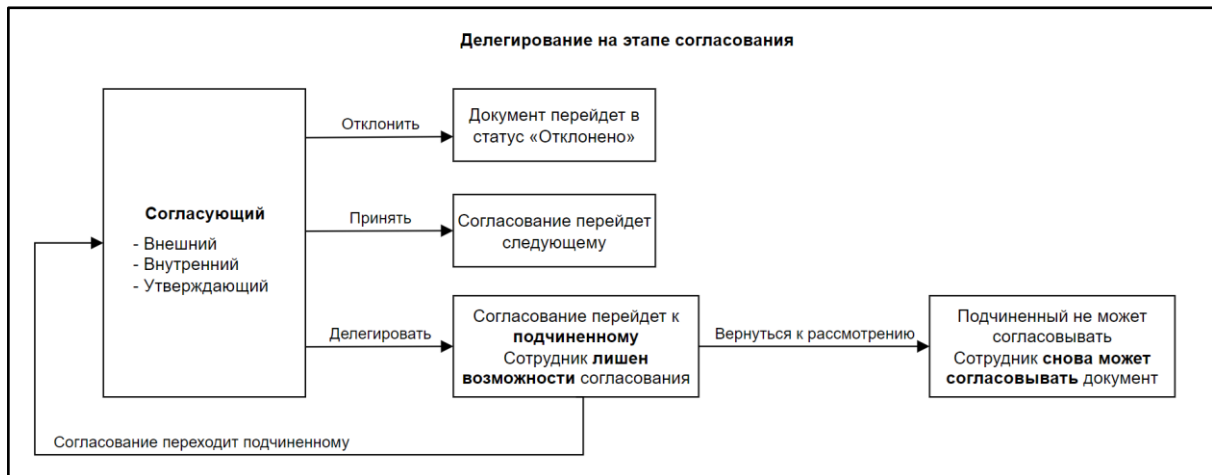 Делегирование на этапе согласования
Отклонить
Документ перейдет в
статус «Отклонено»
Согласующий
- Внешний
- Внутренний
- Утверждающий
Принять
Согласование перейдет
следующему
Делегировать
Согласование перейдет к
подчиненному
Сотрудник лишен
возможности согласования
Вернуться к рассмотрению
Подчиненный не может
согласовывать
Сотрудник снова может
согласовывать документ
Согласование переходит подчиненному